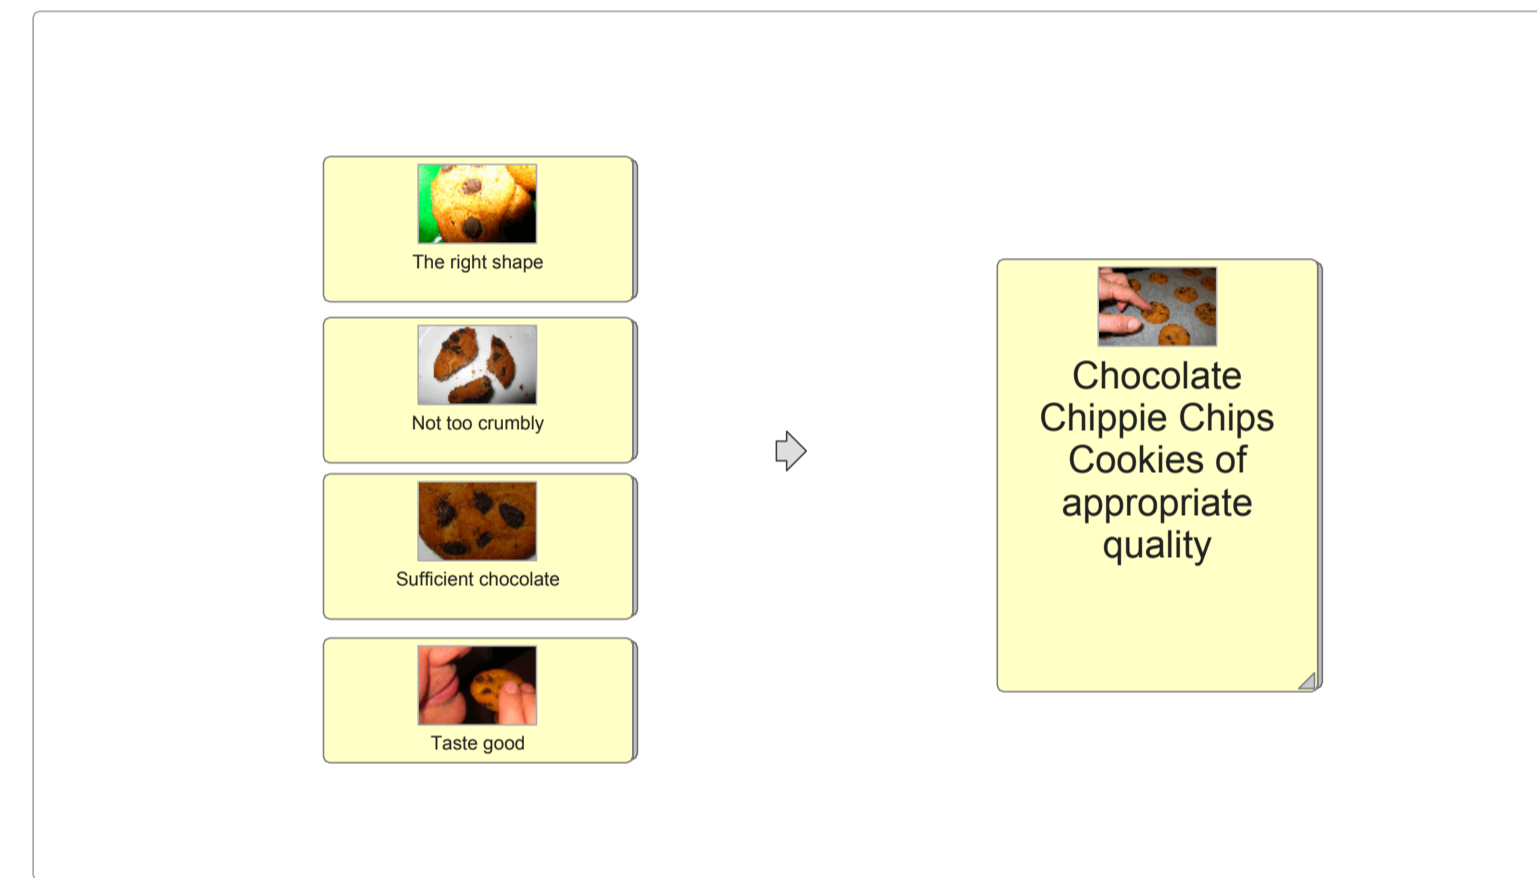 The right shape
Not too crumbly
Sufficient chocolate
Taste good
Chocolate
Chippie Chips
Cookies of
appropriate
quality